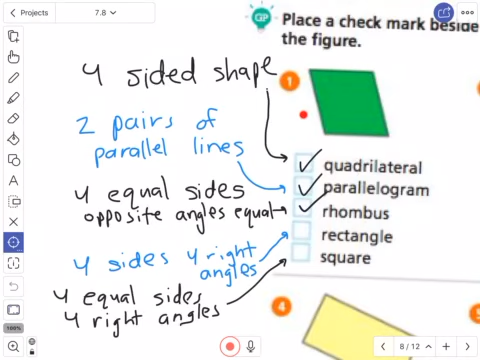 Projects
7.8
GP
Place a check mark beside
the figure.
1
4 sided shape
2 pairs of
parallel lines
4 equal sides
opposite angles equal
4 sides 4 right
angles
4 equal sides
4 right angles
quadrilateral
parallelogram
rhombus
rectangle
square
4
100%
8 / 12